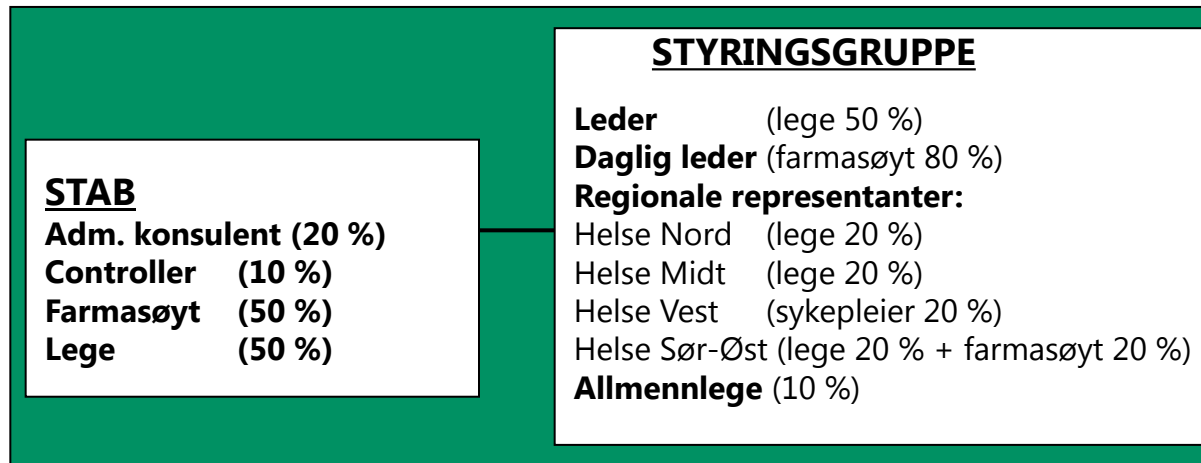 STAB
Adm. konsulent (20 %)
Controller (10 %)
Farmasøyt (50 %)
Lege (50 %)
STYRINGSGRUPPE
Leder (lege 50 %)
Daglig leder (farmasøyt 80 %)
Regionale representanter:
Helse Nord (lege 20 %)
Helse Midt (lege 20 %)
Helse Vest (sykepleier 20 %)
Helse Sør-Øst (lege 20 % + farmasøyt 20 %)
Allmennlege (10 %)